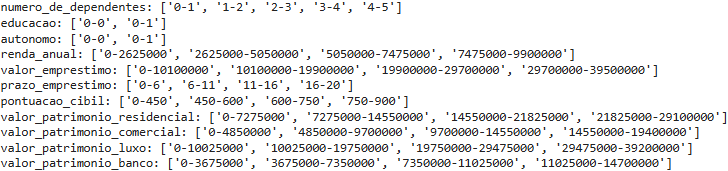 numero_de_dependentes: ['0-1', '1-2', '2-3', '3-4', '4-5']
educacao: ['0-0', '0-1']
autonomo: ['0-0', '0-1']
renda_anual: ['0-2625000', '2625000-5050000', '5050000-7475000', '7475000-9900000']
valor_emprestimo: ['0-10100000', '10100000-19900000', '19900000-29700000', '29700000-39500000']
prazo_emprestimo: ['0-6', '6-11', '11-16', '16-20']
pontuacao_cibil: ['0-450', '450-600', '600-750', '750-900']
valor_patrimonio_residencial: ['0-7275000', '7275000-14550000', '14550000-21825000', '21825000-29100000']
valor_patrimonio_comercial: ['0-4850000', '4850000-9700000', '9700000-14550000', '14550000-19400000']
valor_patrimonio_luxo: ['0-10025000', '10025000-19750000', '19750000-29475000', '29475000-39200000']
valor_patrimonio_banco: ['0-3675000', '3675000-7350000', '7350000-11025000', '11025000-14700000']